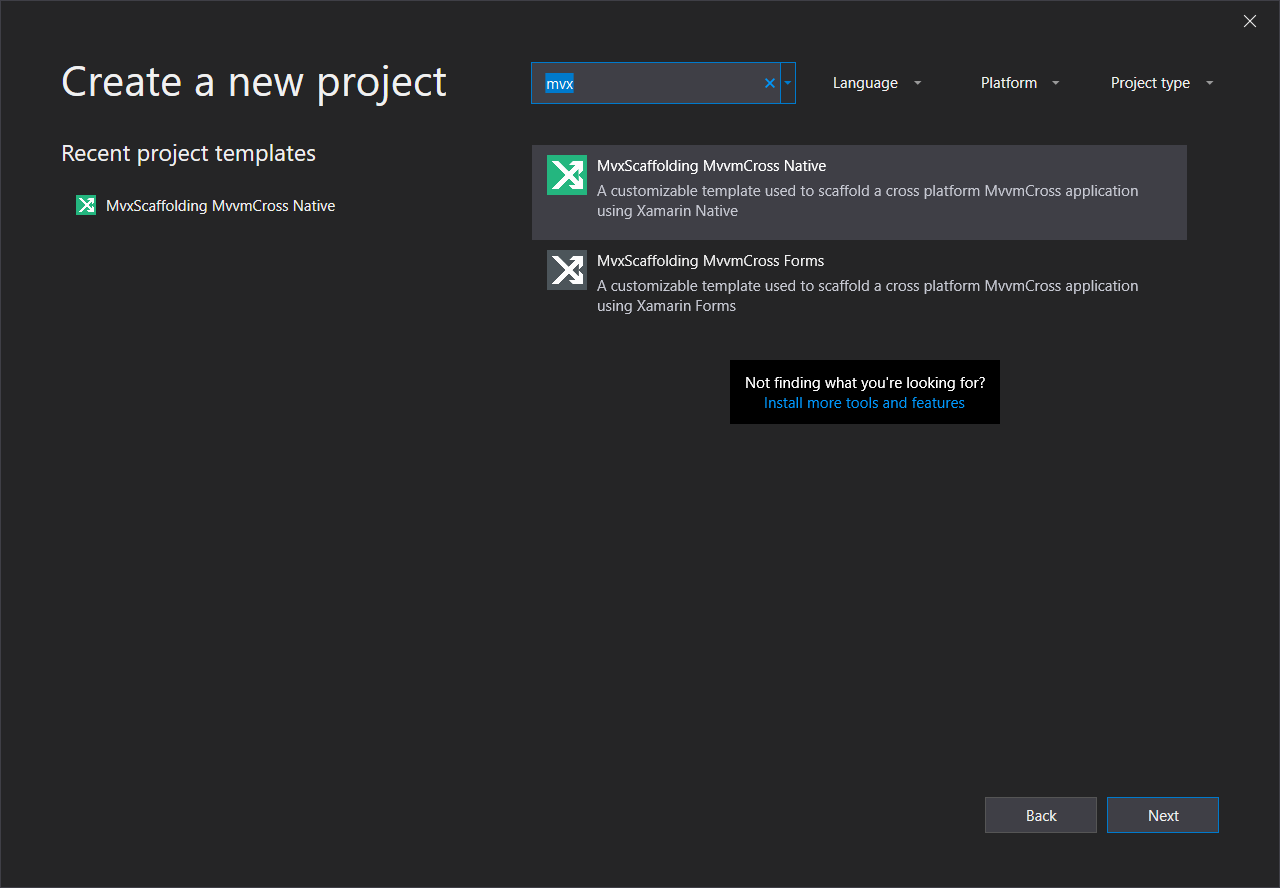 Create a new project
mvx
Language
Platform
Project type
Recent project templates
MvxScaffolding MvvmCross Native
MvxScaffolding MvvmCross Native
A customizable template used to scaffold a cross platform MvvmCross application
using Xamarin Native
MvxScaffolding MvvmCross Forms
A customizable template used to scaffold a cross platform MvvmCross application
using Xamarin Forms
Not finding what you're looking for?
Install more tools and features
Back
Next